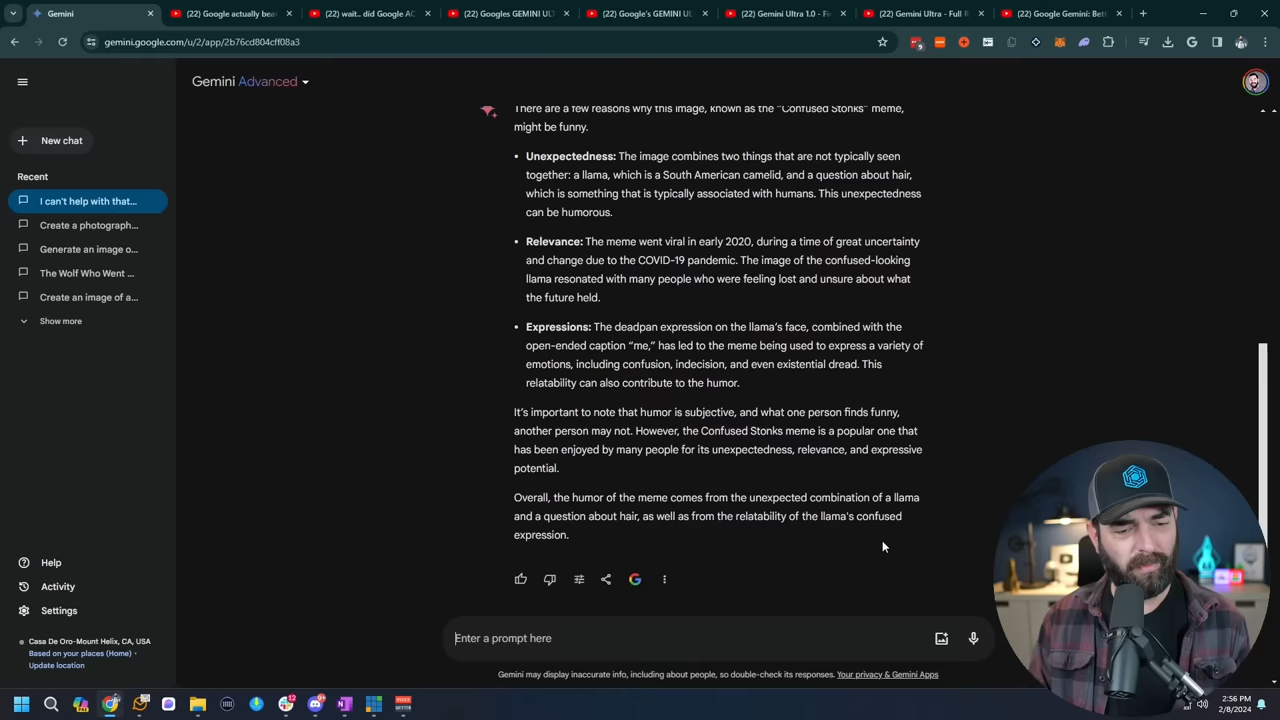 Gemini
(22) Google actually bea
(22) wait.. did Google AC
(22) Googles GEMINI ULT
(22) Google's GEMINI UL
(22) Gemini Ultra 1.0 - Fi
(22) Gemini Ultra - Full R
(22) Google Gemini: Bett
gemini.google.com/u/2/app/2b76cd804cff08a3
9
Gemini Advanced
New chat
Recent
I can't help with that...
Create a photograph...
Generate an image o...
The Wolf Who Went ...
Create an image of a...
Show more
There are a few reasons why this image, known as the "Confused Stonks" meme,
might be funny.
• Unexpectedness: The image combines two things that are not typically seen
together: a llama, which is a South American camelid, and a question about hair,
which is something that is typically associated with humans. This unexpectedness
can be humorous.
• Relevance: The meme went viral in early 2020, during a time of great uncertainty
and change due to the COVID-19 pandemic. The image of the confused-looking
llama resonated with many people who were feeling lost and unsure about what
the future held.
• Expressions: The deadpan expression on the llama's face, combined with the
open-ended caption "me," has led to the meme being used to express a variety of
emotions, including confusion, indecision, and even existential dread. This
relatability can also contribute to the humor.
It's important to note that humor is subjective, and what one person finds funny,
another person may not. However, the Confused Stonks meme is a popular one that
has been enjoyed by many people for its unexpectedness, relevance, and expressive
potential.
Overall, the humor of the meme comes from the unexpected combination of a llama
and a question about hair, as well as from the relatability of the llama's confused
expression.
Enter a prompt here
Gemini may display inaccurate info, including about people, so double-check its responses. Your privacy & Gemini Apps
Help
Activity
Settings
Casa De Oro-Mount Helix, CA, USA
Based on your places (Home) •
Update location
2:56 PM
2/8/2024